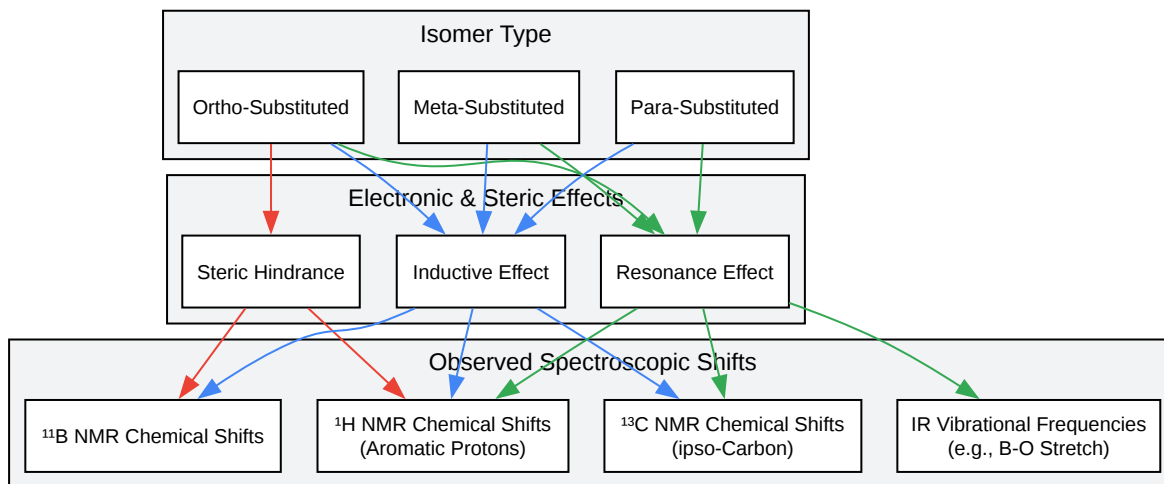 Isomer Type
Ortho-Substituted
Meta-Substituted
Para-Substituted
Electronic & Steric Effects
Steric Hindrance
Inductive Effect
Resonance Effect
Observed Spectroscopic Shifts
¹¹B NMR Chemical Shifts
¹H NMR Chemical Shifts
(Aromatic Protons)
¹³C NMR Chemical Shifts
(ipso-Carbon)
IR Vibrational Frequencies
(e.g., B-O Stretch)